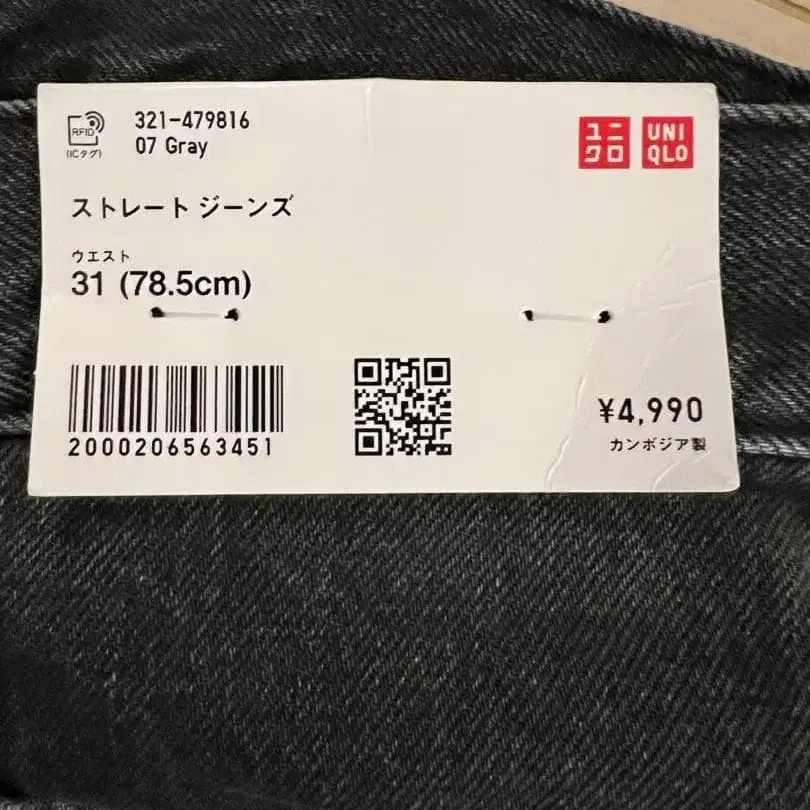 RFID
(ICタグ)
321-479816
07 Gray
ユニ
クロ
UNI
QLO
ストレート ジーンズ
ウエスト
31 (78.5cm)
2000206563451
¥4,990
カンボジア製